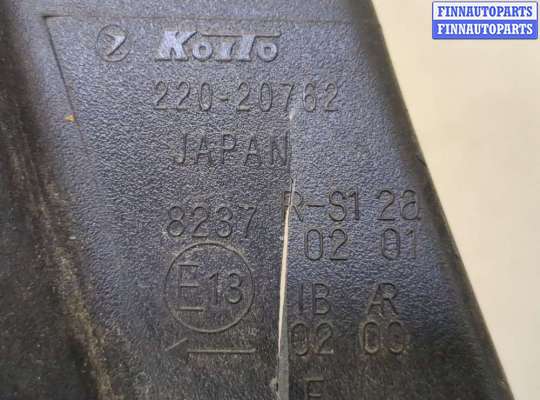 FINNAUTOPARTS
FINNAUTOPARTS
KOITO
220-20762
JAPAN
R-S1 2a
8237
02 01
E13
IB AR
02 00
F